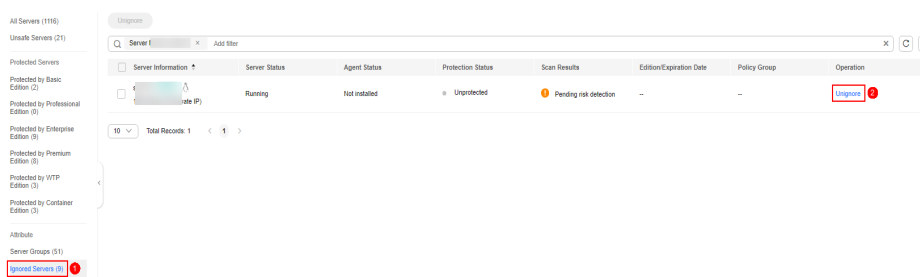 All Servers (1116)
Unsafe Servers (21)
Protected Servers
Protected by Basic
Edition (2)
Protected by Professional
Edition (0)
Protected by Enterprise
Edition (9)
Protected by Premium
Edition (8)
Protected by WTP
Edition (3)
Protected by Container
Edition (3)
Attribute
Server Groups (51)
Ignored Servers (9) 1
Unignore
Server × Add filter ×
Server Information Server Status Agent Status Protection Status Scan Results Edition/Expiration Date Policy Group Operation
Running Not installed Unprotected Pending risk detection -- -- Unignore 2
ate IP)
10 Total Records: 1 < 1 >